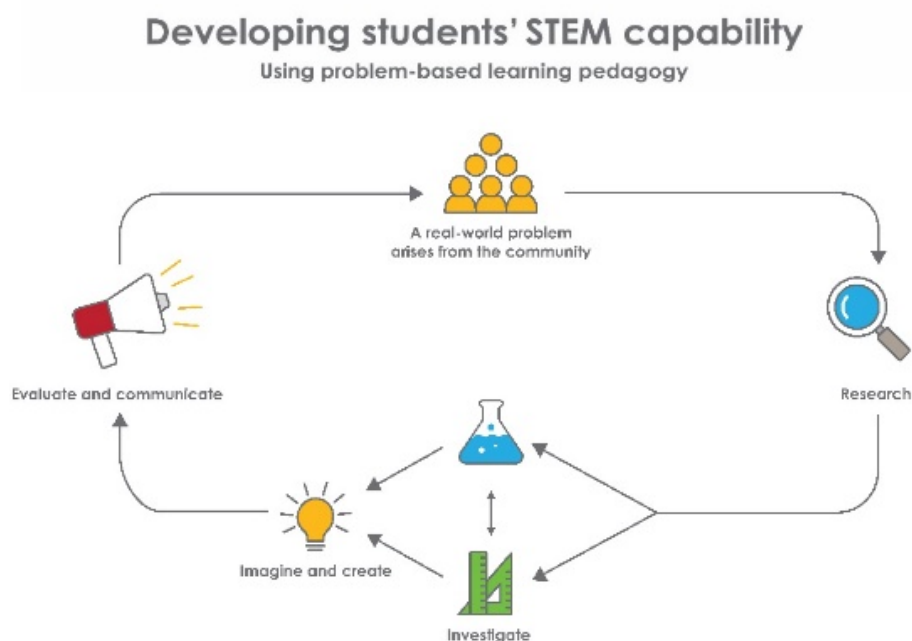 Developing students' STEM capability
Using problem-based learning pedagogy
A real-world problem
arises from the community
Evaluate and communicate
Research
Imagine and create
Investigate